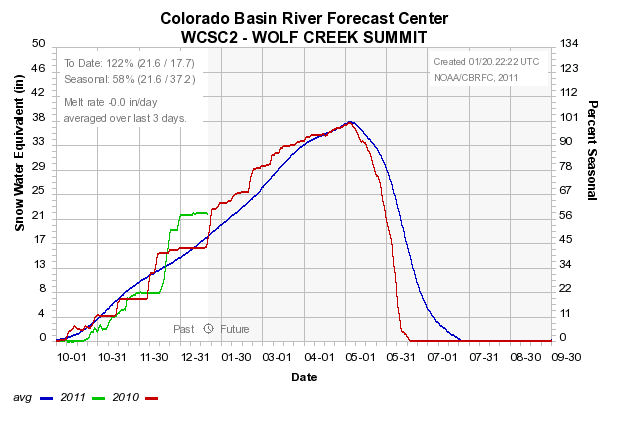 Colorado Basin River Forecast Center
WCSC2 - WOLF CREEK SUMMIT
50 134
To Date: 122% (21.6 / 17.7)
Seasonal: 58% (21.6 / 37.2)
Melt rate -0.0 in/day
averaged over last 3 days.
Created 01/20.22:22 UTC
NOAA/CBRFC, 2011
46 123
42 112
38 101
33 90
29 78
25 67
21 56
17 45
13 34
8 22
4 11
0 0
Snow Water Equivalent (in)
Percent Seasonal
Past Future
10-01 10-31 11-30 12-31 01-30 03-01 04-01 05-01 05-31 07-01 07-31 08-30 09-30
Date
avg 2011 2010